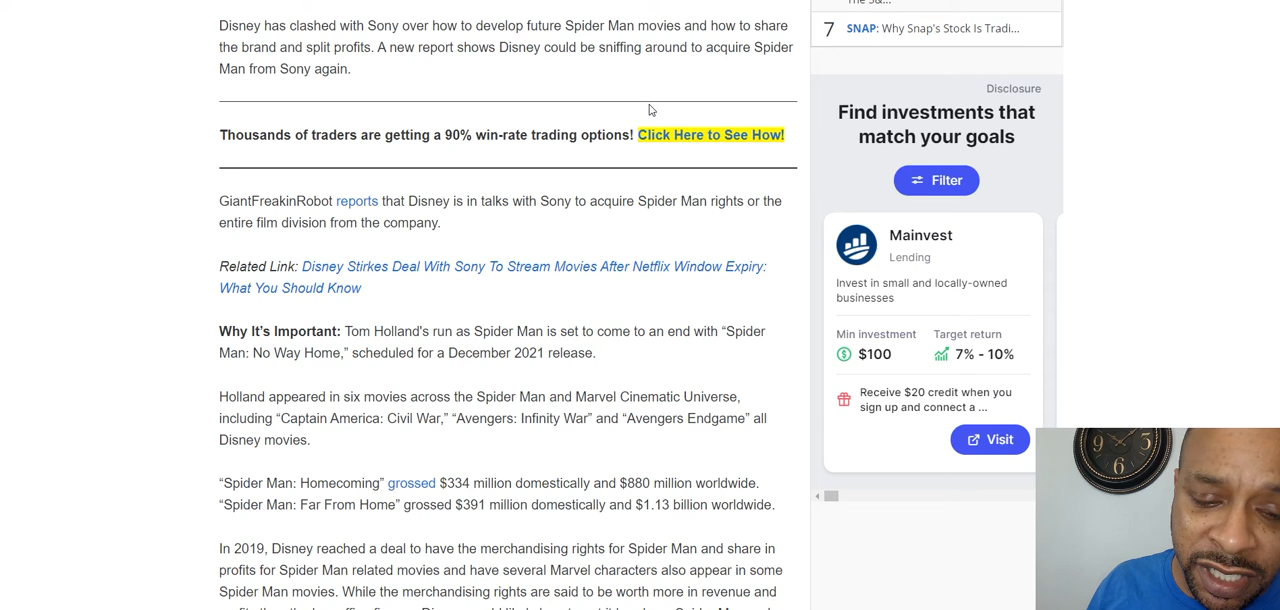 Disney has clashed with Sony over how to develop future Spider Man movies and how to share
the brand and split profits. A new report shows Disney could be sniffing around to acquire Spider
Man from Sony again.
Thousands of traders are getting a 90% win-rate trading options! Click Here to See How!
GiantFreakinRobot reports that Disney is in talks with Sony to acquire Spider Man rights or the
entire film division from the company.
Related Link: Disney Stirkes Deal With Sony To Stream Movies After Netflix Window Expiry:
What You Should Know
Why It's Important: Tom Holland's run as Spider Man is set to come to an end with “Spider
Man: No Way Home,” scheduled for a December 2021 release.
Holland appeared in six movies across the Spider Man and Marvel Cinematic Universe,
including “Captain America: Civil War,” “Avengers: Infinity War” and “Avengers Endgame” all
Disney movies.
“Spider Man: Homecoming” grossed $334 million domestically and $880 million worldwide.
“Spider Man: Far From Home” grossed $391 million domestically and $1.13 billion worldwide.
In 2019, Disney reached a deal to have the merchandising rights for Spider Man and share in
profits for Spider Man related movies and have several Marvel characters also appear in some
Spider Man movies. While the merchandising rights are said to be worth more in revenue and
7 SNAP: Why Snap's Stock Is Tradi...
Disclosure
Find investments that
match your goals
Filter
Mainvest
Lending
Invest in small and locally-owned
businesses
Min investment Target return
$100 7% - 10%
Receive $20 credit when you
sign up and connect a ...
Visit
9 3
6